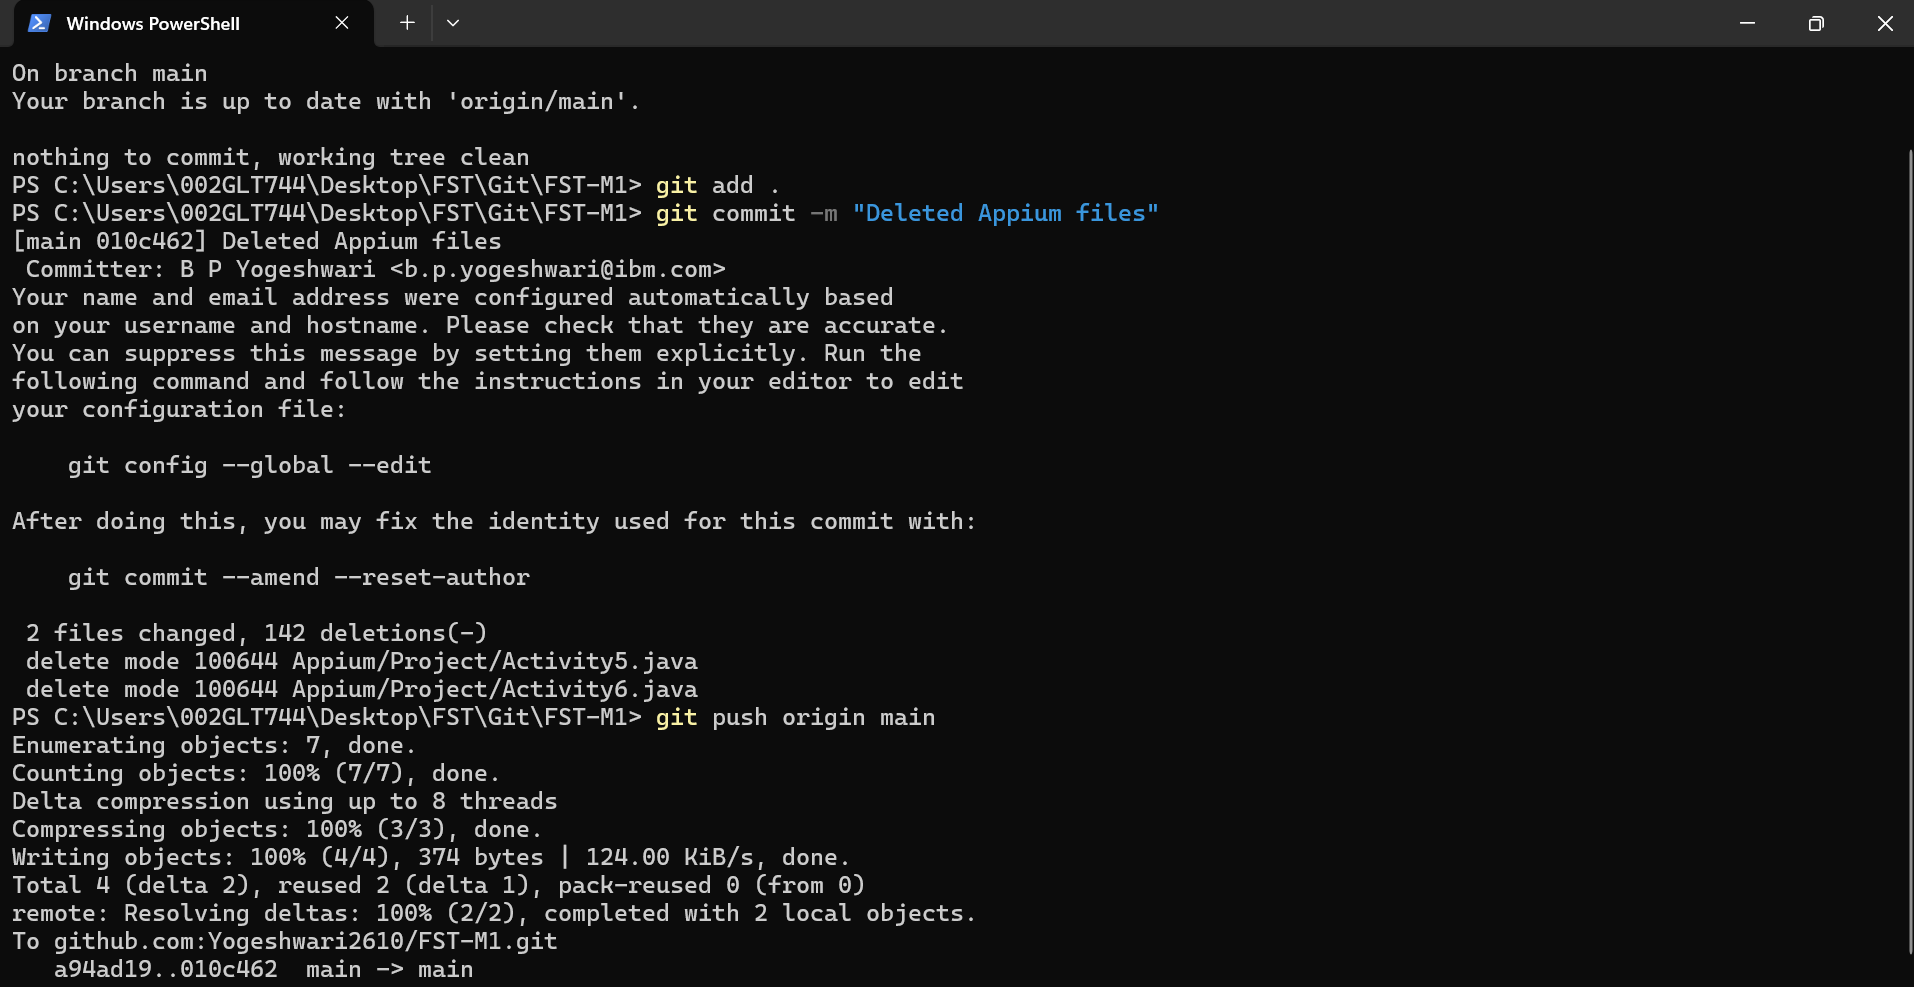 Windows PowerShell
On branch main
Your branch is up to date with 'origin/main'.
nothing to commit, working tree clean
PS C:\Users\002GLT744\Desktop\FST\Git\FST-M1> git add .
PS C:\Users\002GLT744\Desktop\FST\Git\FST-M1> git commit -m "Deleted Appium files"
[main 010c462] Deleted Appium files
 Committer: B P Yogeshwari <b.p.yogeshwari@ibm.com>
Your name and email address were configured automatically based
on your username and hostname. Please check that they are accurate.
You can suppress this message by setting them explicitly. Run the
following command and follow the instructions in your editor to edit
your configuration file:
    git config --global --edit
After doing this, you may fix the identity used for this commit with:
    git commit --amend --reset-author
 2 files changed, 142 deletions(-)
 delete mode 100644 Appium/Project/Activity5.java
 delete mode 100644 Appium/Project/Activity6.java
PS C:\Users\002GLT744\Desktop\FST\Git\FST-M1> git push origin main
Enumerating objects: 7, done.
Counting objects: 100% (7/7), done.
Delta compression using up to 8 threads
Compressing objects: 100% (3/3), done.
Writing objects: 100% (4/4), 374 bytes | 124.00 KiB/s, done.
Total 4 (delta 2), reused 2 (delta 1), pack-reused 0 (from 0)
remote: Resolving deltas: 100% (2/2), completed with 2 local objects.
To github.com:Yogeshwari2610/FST-M1.git
   a94ad19..010c462  main -> main